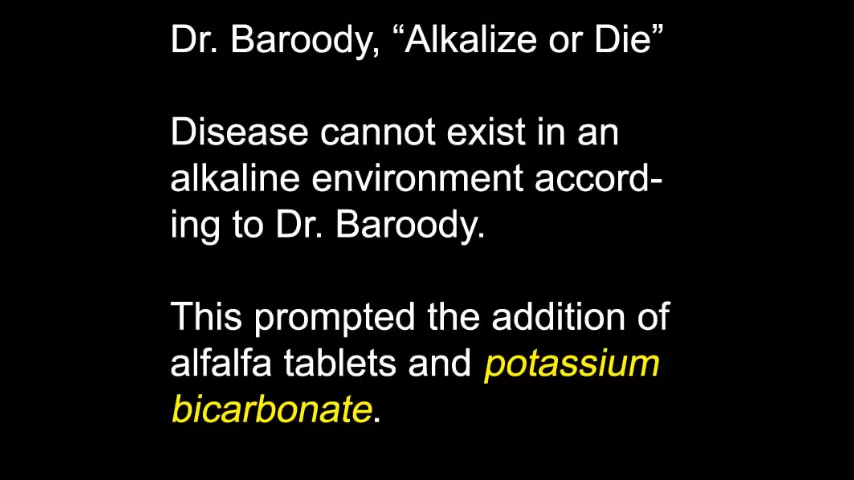 Dr. Baroody, “Alkalize or Die”
Disease cannot exist in an
alkaline environment accord-
ing to Dr. Baroody.
This prompted the addition of
alfalfa tablets and potassium
bicarbonate.